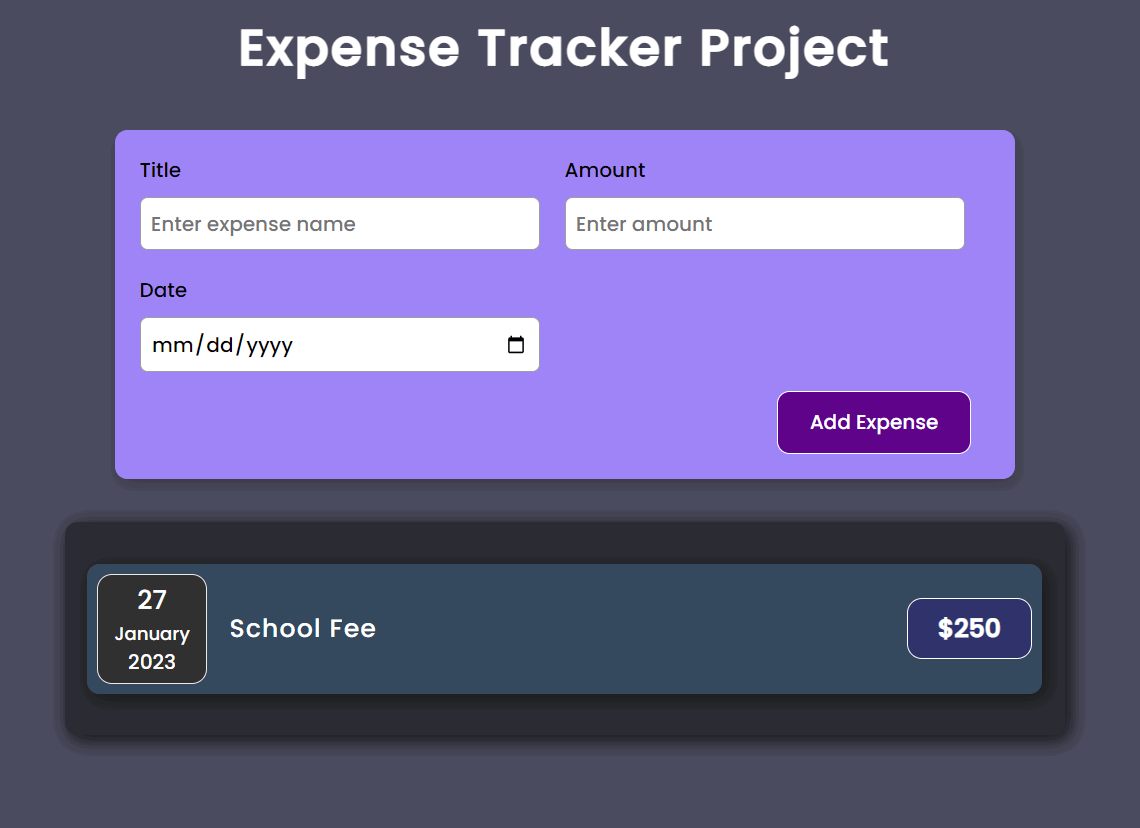 Expense Tracker Project
Title
Amount
Enter expense name
Enter amount
Date
mm/dd/yyyy
Add Expense
27
January
2023
School Fee
$250